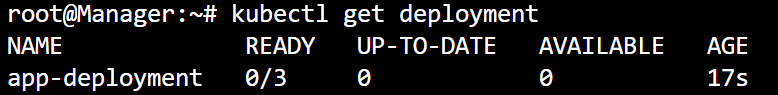 root@Manager:~# kubectl get deployment
NAME READY UP-TO-DATE AVAILABLE AGE
app-deployment 0/3 0 0 17s